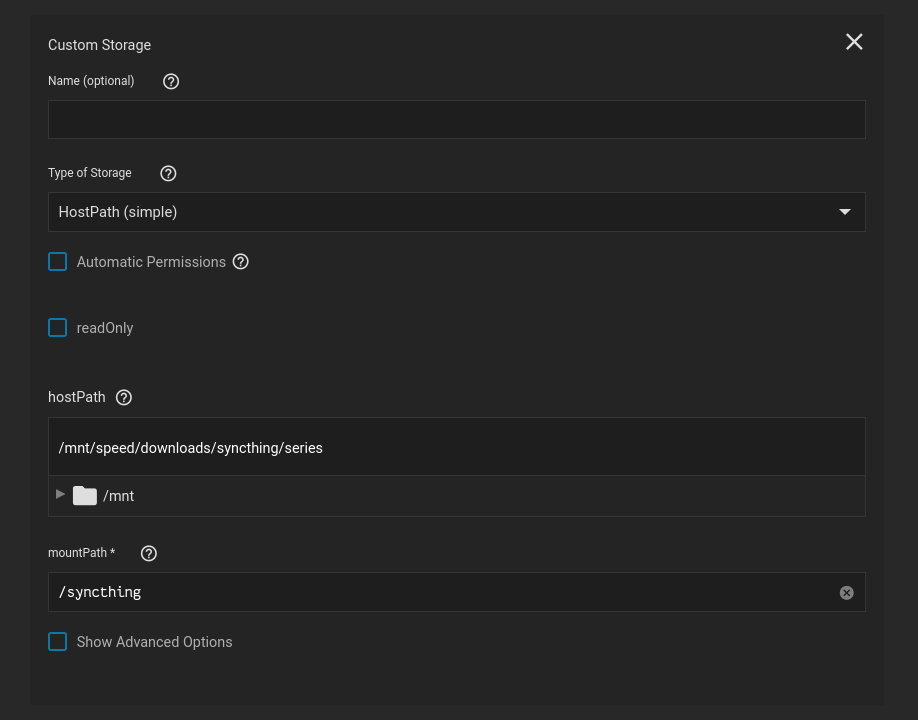 Custom Storage
Name (optional)
Type of Storage
HostPath (simple)
Automatic Permissions
readOnly
hostPath
/mnt/speed/downloads/syncthing/series
/mnt
mountPath *
/syncthing
Show Advanced Options